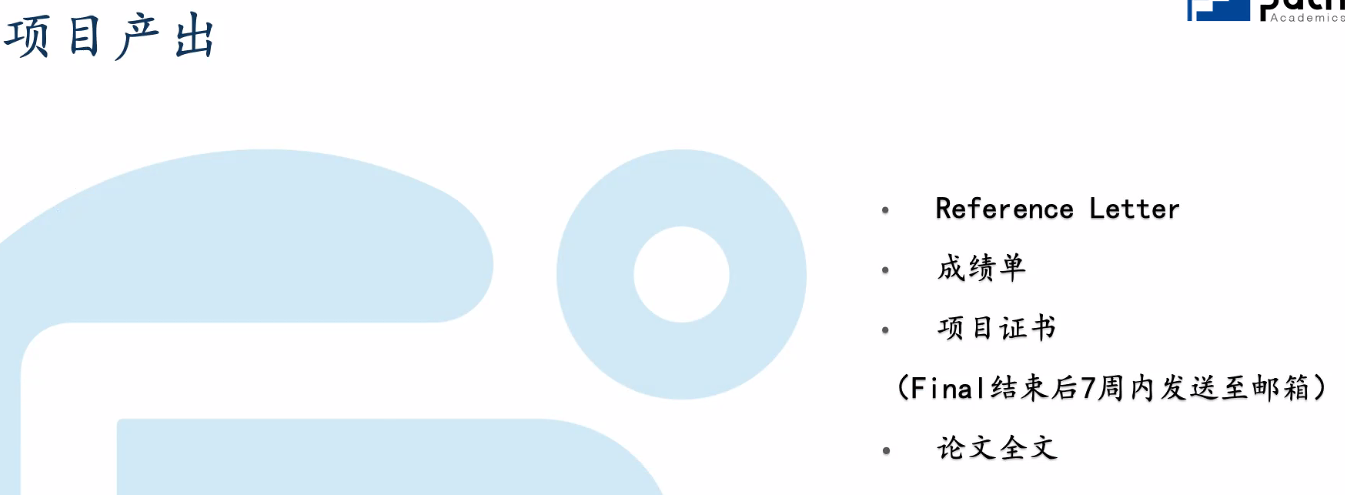 项目产出
Academics
• Reference Letter
• 成绩单
• 项目证书
（Final结束后7周内发送至邮箱）
• 论文全文